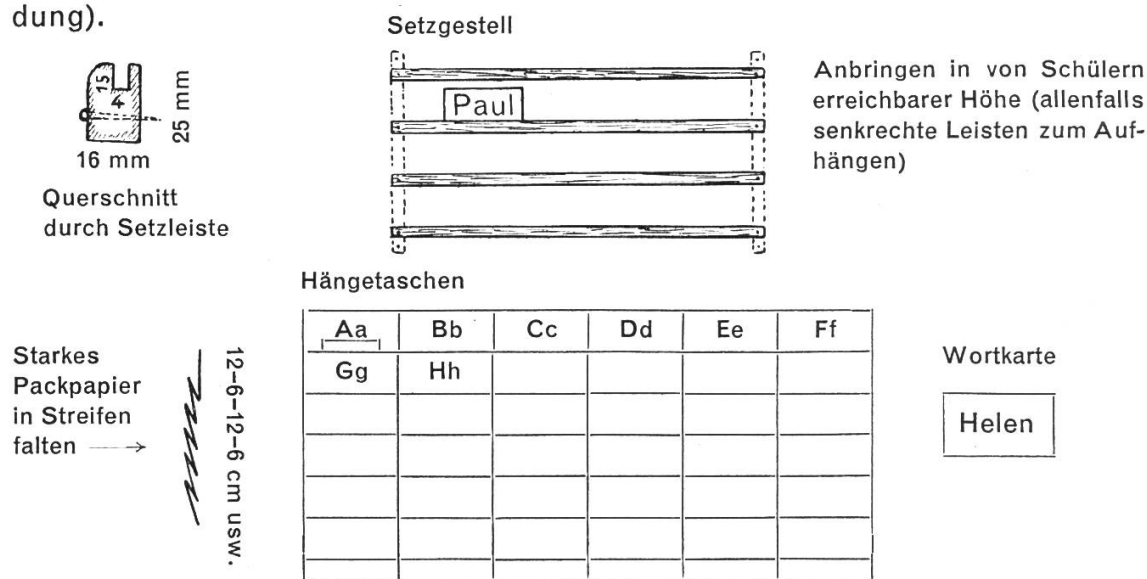 dung).
Setzgestell
15
4
25 mm
16 mm
Querschnitt
durch Setzleiste
Paul
Anbringen in von Schülern
erreichbarer Höhe (allenfalls
senkrechte Leisten zum Auf-
hängen)
Hängetaschen
Starkes
Packpapier
in Streifen
falten
12–6–12–6 cm usw.
Aa Bb Cc Dd Ee Ff
Gg Hh
Wortkarte
Helen